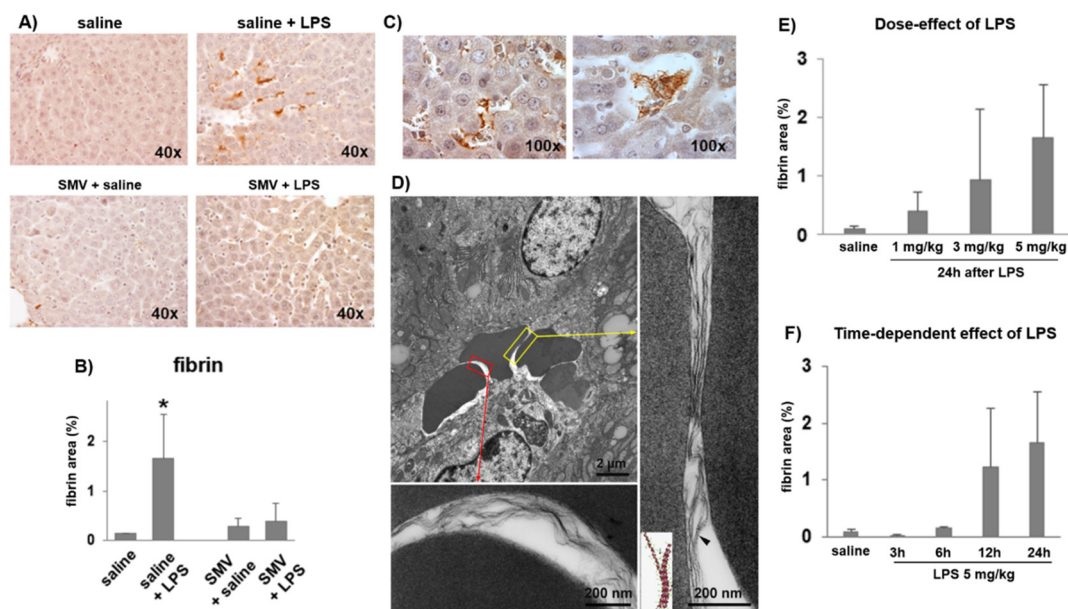 A)
saline
saline + LPS
40x
40x
SMV + saline
SMV + LPS
40x
40x
B)
fibrin
fibrin area (%)
2
1
0
*
saline
saline
+ LPS
SMV
+ saline
SMV
+ LPS
C)
100x
100x
D)
2 µm
200 nm
200 nm
E)
Dose-effect of LPS
fibrin area (%)
3
2
1
0
saline
1 mg/kg
3 mg/kg
5 mg/kg
24h after LPS
F)
Time-dependent effect of LPS
fibrin area (%)
3
2
1
0
saline
3h
6h
12h
24h
LPS 5 mg/kg